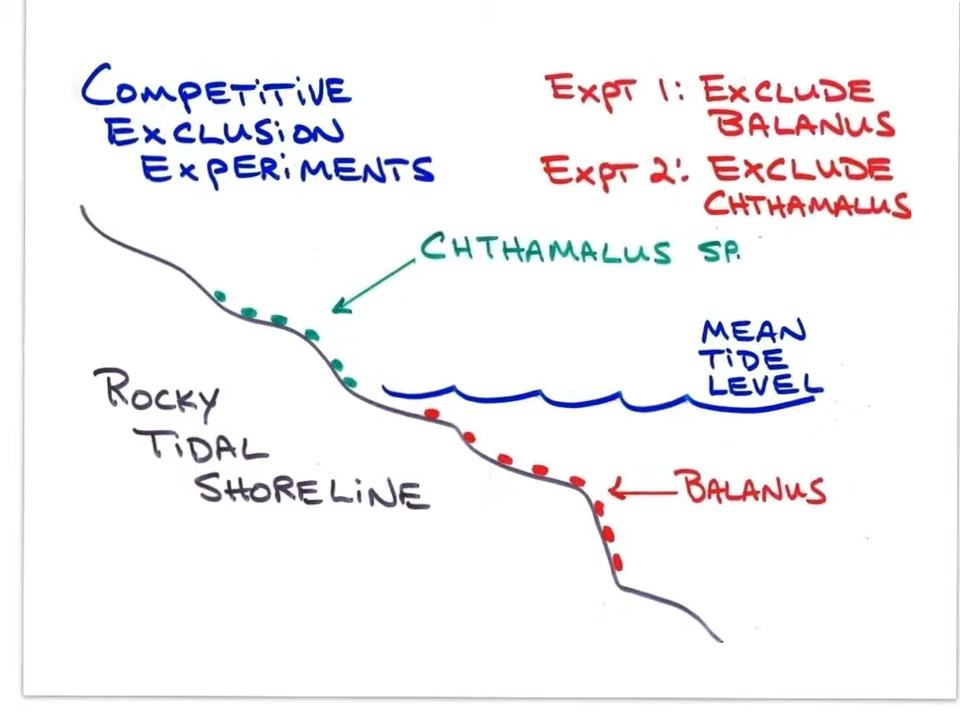 COMPETITIVE
EXCLUSION
EXPERIMENTS
EXPT 1: EXCLUDE
BALANUS
EXPT 2: EXCLUDE
CHTHAMALUS
CHTHAMALUS SP.
MEAN
TIDE
LEVEL
ROCKY
TIDAL
SHORELINE
BALANUS